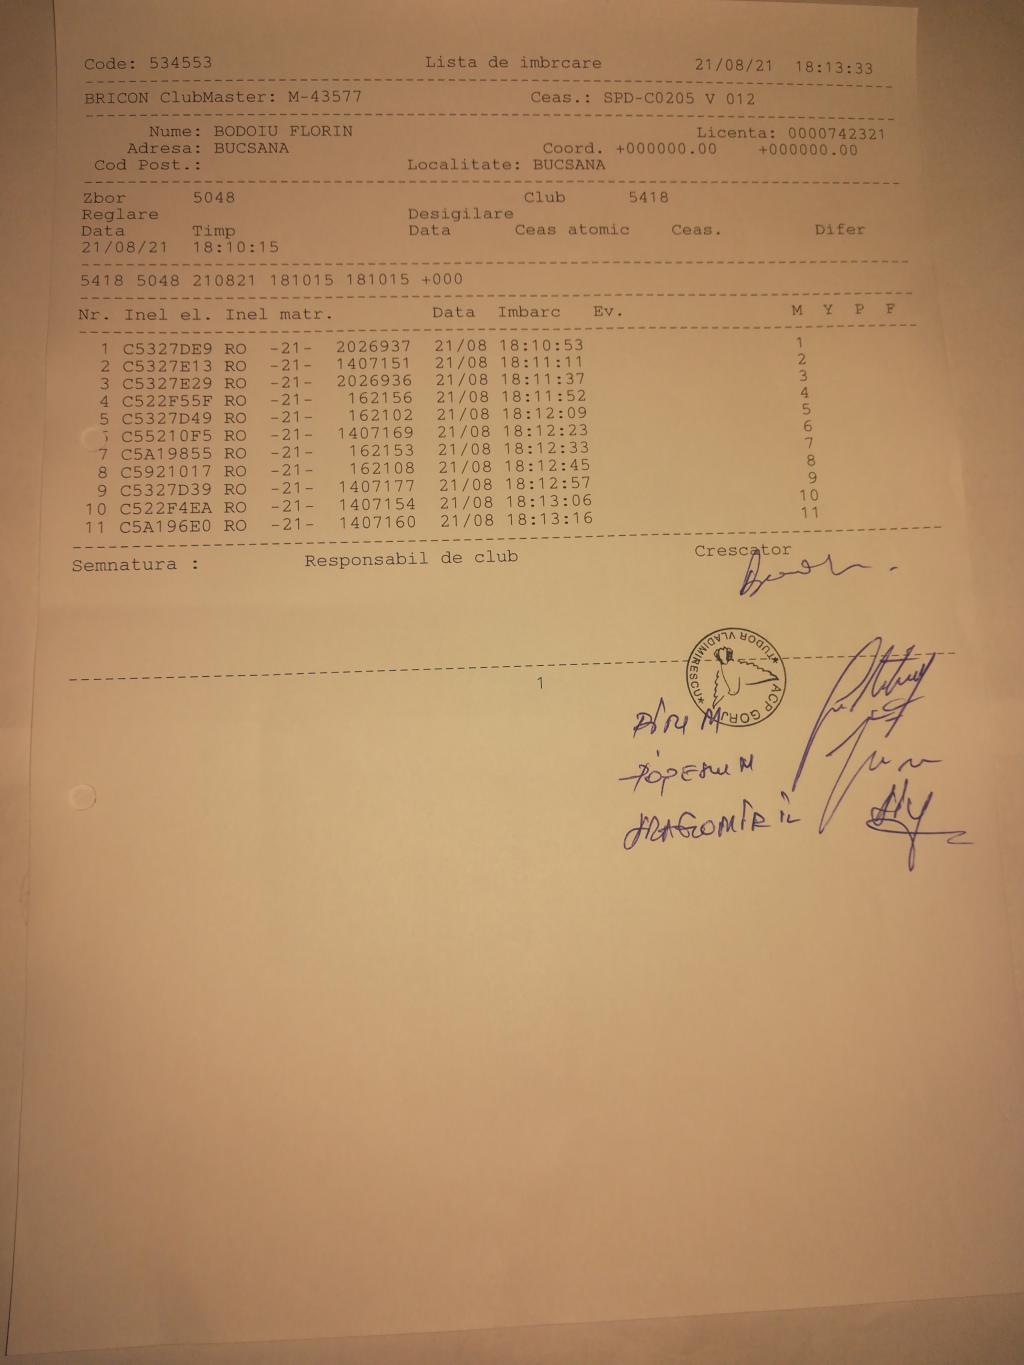 Code: 534553 Lista de imbrcare 21/08/21 18:13:33
BRICON ClubMaster: M-43577 Ceas.: SPD-C0205 V 012
Nume: BODOIU FLORIN Licenta: 0000742321
Adresa: BUCSANA Coord. +000000.00 +000000.00
Cod Post.: Localitate: BUCSANA
Zbor 5048 Club 5418
Reglare Desigilare
Data Timp Data Ceas atomic Ceas. Difer
21/08/21 18:10:15
5418 5048 210821 181015 181015 +000
Nr. Inel el. Inel matr. Data Imbarc Ev. M Y P F
1 C5327DE9 RO -21- 2026937 21/08 18:10:53 1
2 C5327E13 RO -21- 1407151 21/08 18:11:11 2
3 C5327E29 RO -21- 2026936 21/08 18:11:37 3
4 C522F55F RO -21- 162156 21/08 18:11:52 4
5 C5327D49 RO -21- 162102 21/08 18:12:09 5
C55210F5 RO -21- 1407169 21/08 18:12:23 6
7 C5A19855 RO -21- 162153 21/08 18:12:33 7
8 C5921017 RO -21- 162108 21/08 18:12:45 8
9 C5327D39 RO -21- 1407177 21/08 18:12:57 9
10 C522F4EA RO -21- 1407154 21/08 18:13:06 10
11 C5A196E0 RO -21- 1407160 21/08 18:13:16 11
Semnatura : Responsabil de club Crescator
*TUDOR VLADIMIRESCU*
ACP GORJ
1